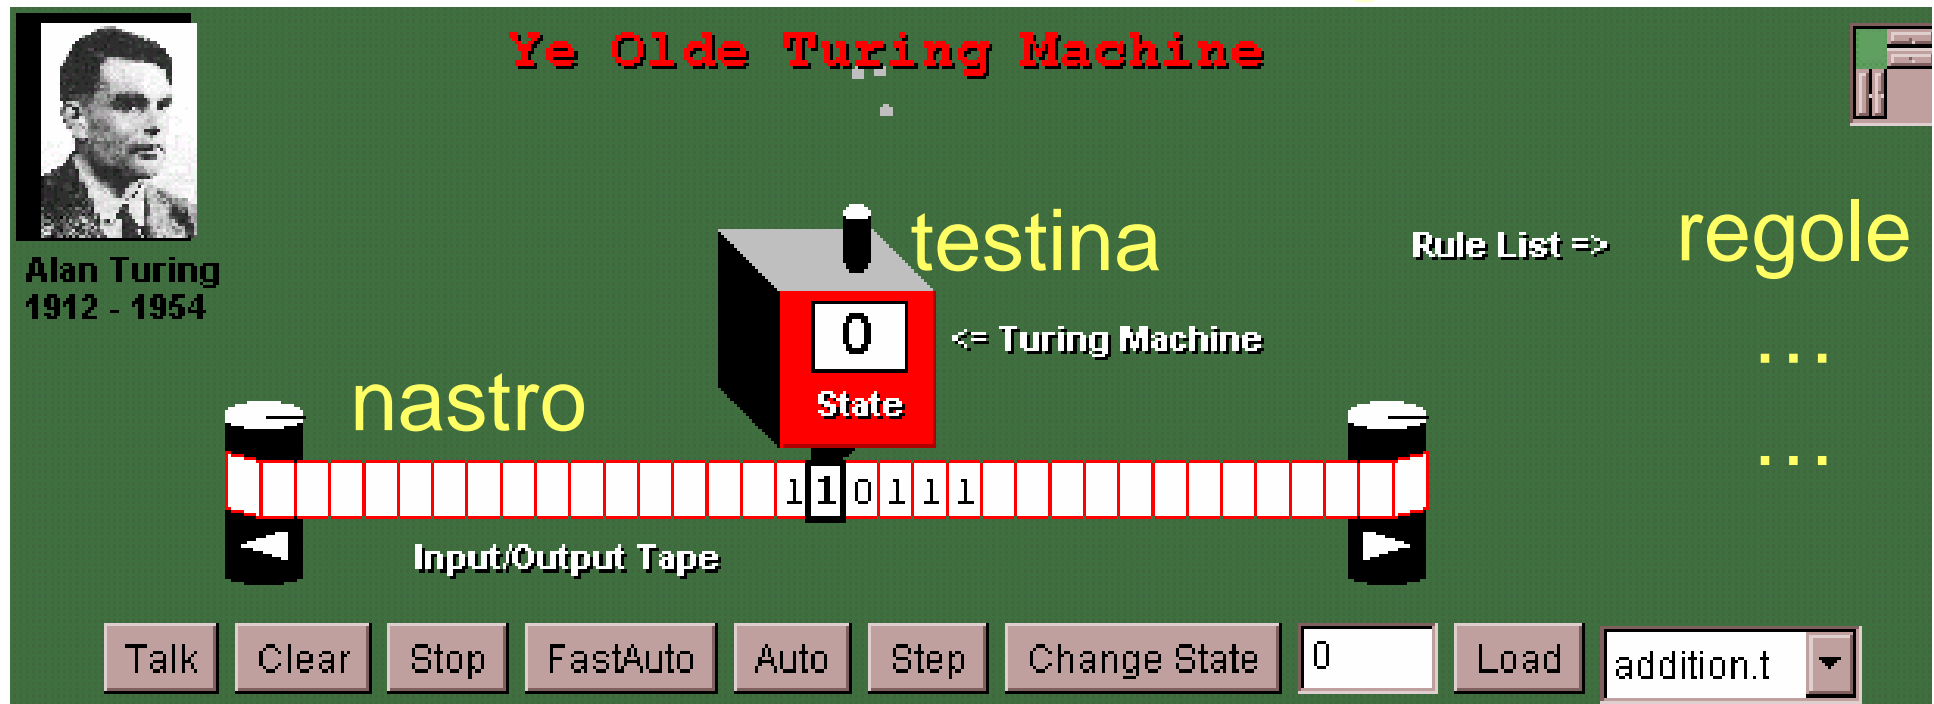 Ye Olde Turing Machine
Alan Turing
1912 - 1954
testina
Rule List =>
regole
0
<= Turing Machine
...
nastro
State
...
1 1 0 1 1 1
Input/Output Tape
Talk Clear Stop FastAuto Auto Step Change State 0 Load addition.t